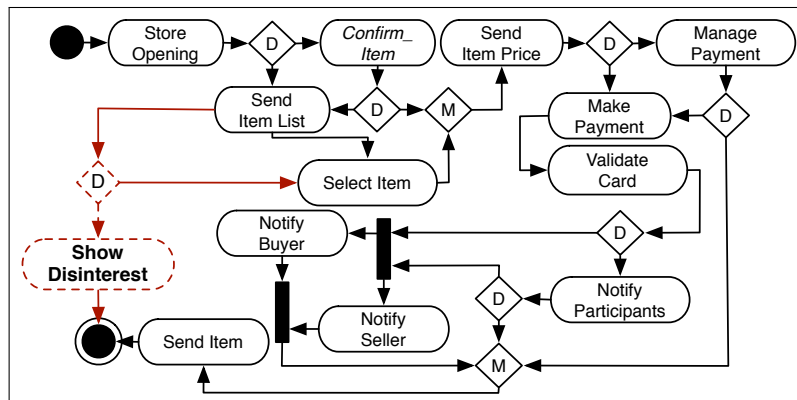 Store
Opening
D
Confirm_
Item
Send
Item Price
D
Manage
Payment
Send
Item List
D
M
Make
Payment
D
D
Select Item
Validate
Card
Notify
Buyer
D
Show
Disinterest
D
Notify
Participants
Send Item
Notify
Seller
M